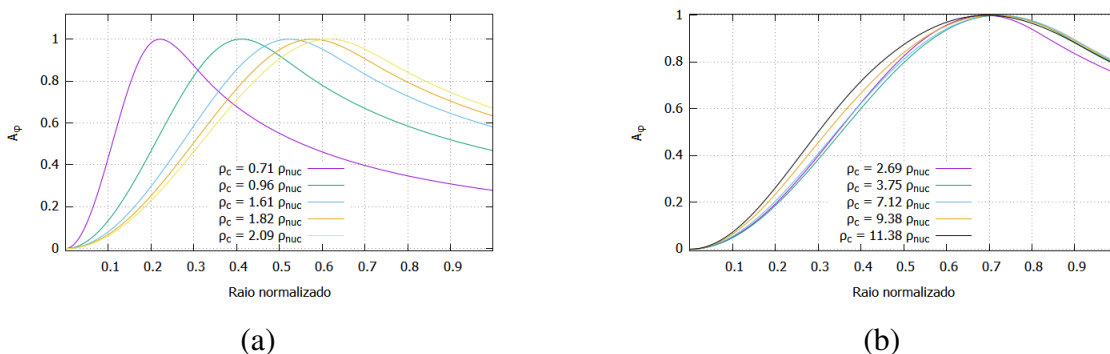 1
0.8
0.6
0.4
0.2
0
A𝜑
ρc = 0.71 ρnuc
ρc = 0.96 ρnuc
ρc = 1.61 ρnuc
ρc = 1.82 ρnuc
ρc = 2.09 ρnuc
0.1 0.2 0.3 0.4 0.5 0.6 0.7 0.8 0.9
Raio normalizado
(a)
1
0.8
0.6
0.4
0.2
0
A𝜑
ρc = 2.69 ρnuc
ρc = 3.75 ρnuc
ρc = 7.12 ρnuc
ρc = 9.38 ρnuc
ρc = 11.38 ρnuc
0.1 0.2 0.3 0.4 0.5 0.6 0.7 0.8 0.9
Raio normalizado
(b)